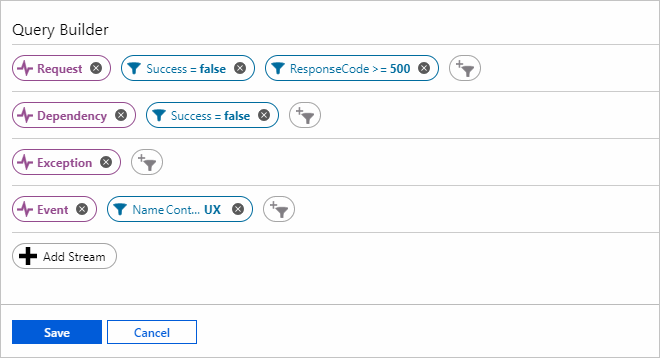 Query Builder
Request Success = false ResponseCode >= 500
Dependency Success = false
Exception
Event Name Cont... UX
Add Stream
Save Cancel